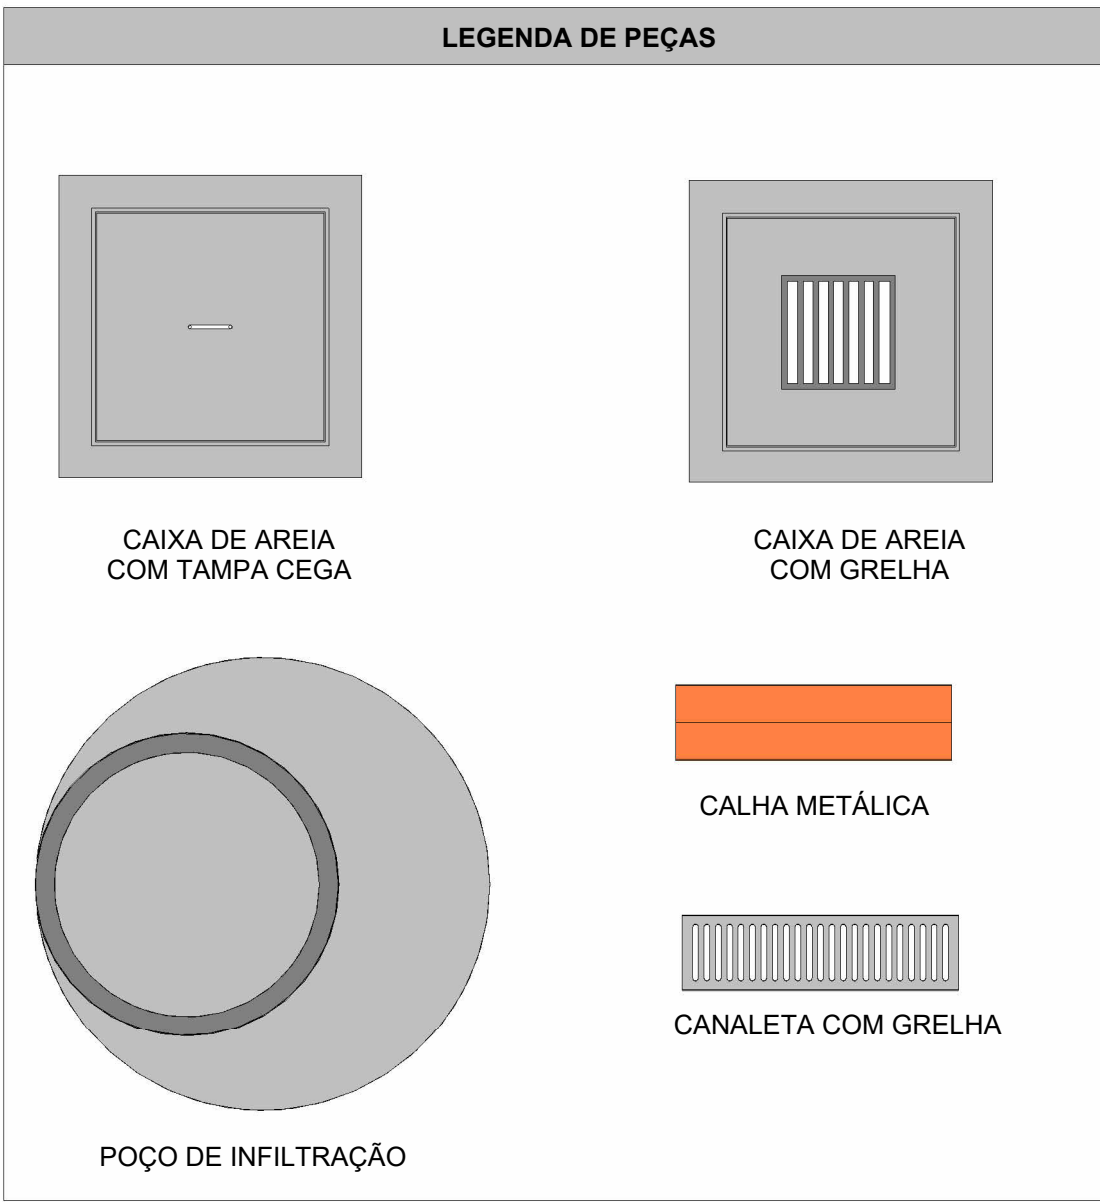 LEGENDA DE PEÇAS
CAIXA DE AREIA
COM TAMPA CEGA
CAIXA DE AREIA
COM GRELHA
CALHA METÁLICA
CANALETA COM GRELHA
POÇO DE INFILTRAÇÃO